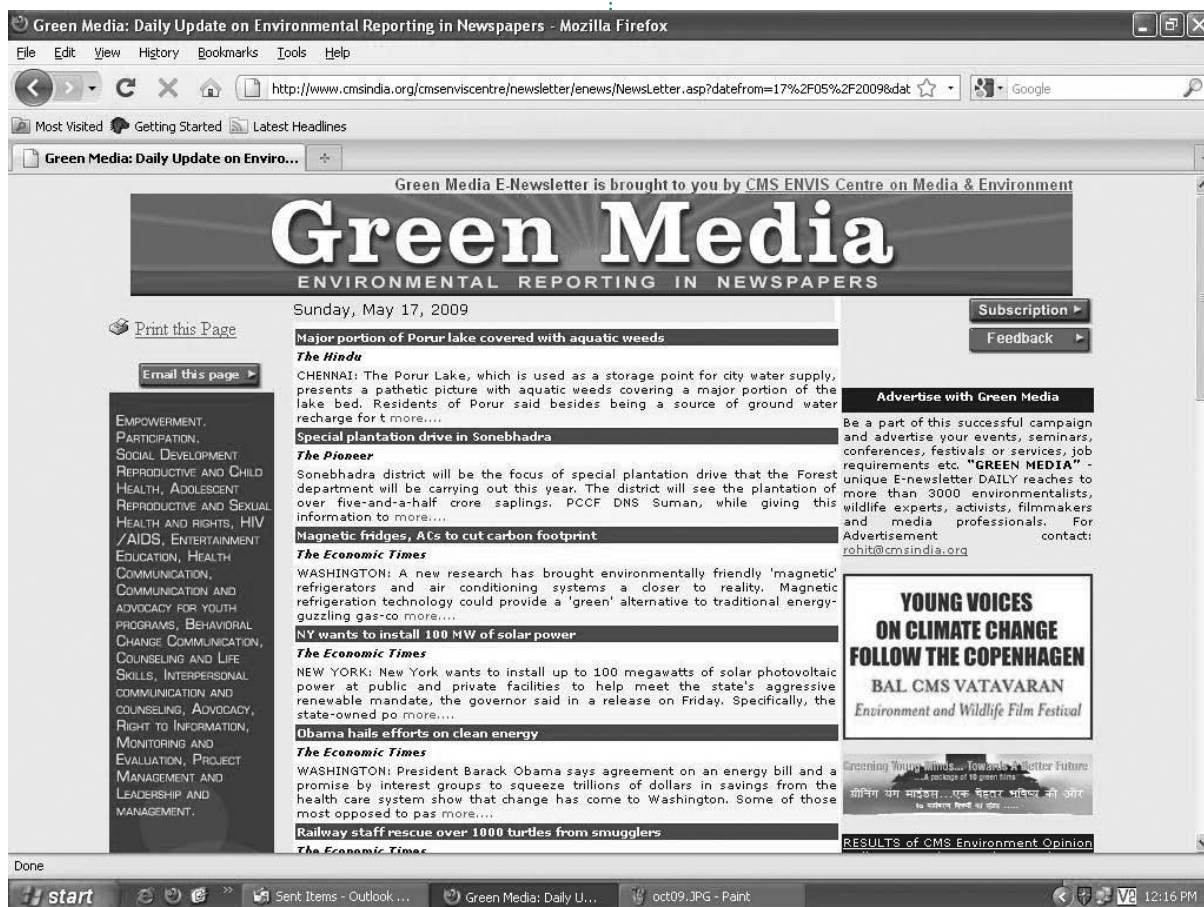 Green Media: Daily Update on Environmental Reporting in Newspapers - Mozilla Firefox
File Edit View History Bookmarks Tools Help
http://www.cmsindia.org/cmsenviscentre/newsletter/enews/NewsLetter.asp?datefrom=17%2F05%2F2009&dat
Google
Most Visited Getting Started Latest Headlines
Green Media: Daily Update on Enviro...
Green Media E-Newsletter is brought to you by CMS ENVIS Centre on Media & Environment
Green Media
ENVIRONMENTAL REPORTING IN NEWSPAPERS
Print this Page
Email this page
EMPOWERMENT.
PARTICIPATION.
SOCIAL DEVELOPMENT
REPRODUCTIVE AND CHILD
HEALTH, ADOLESCENT
REPRODUCTIVE AND SEXUAL
HEALTH AND RIGHTS, HIV
/AIDS, ENTERTAINMENT
EDUCATION, HEALTH
COMMUNICATION,
COMMUNICATION AND
ADVOCACY FOR YOUTH
PROGRAMS, BEHAVIORAL
CHANGE COMMUNICATION,
COUNSELING AND LIFE
SKILLS, INTERPERSONAL
COMMUNICATION AND
COUNSELING, ADVOCACY,
RIGHT TO INFORMATION,
MONITORING AND
EVALUATION, PROJECT
MANAGEMENT AND
LEADERSHIP AND
MANAGEMENT.
Sunday, May 17, 2009
Major portion of Porur lake covered with aquatic weeds
The Hindu
CHENNAI: The Porur Lake, which is used as a storage point for city water supply,
presents a pathetic picture with aquatic weeds covering a major portion of the
lake bed. Residents of Porur said besides being a source of ground water
recharge for t more....
Special plantation drive in Sonebhadra
The Pioneer
Sonebhadra district will be the focus of special plantation drive that the Forest
department will be carrying out this year. The district will see the plantation of
over five-and-a-half crore saplings. PCCF DNS Suman, while giving this
information to more....
Magnetic fridges, ACs to cut carbon footprint
The Economic Times
WASHINGTON: A new research has brought environmentally friendly 'magnetic'
refrigerators and air conditioning systems a closer to reality. Magnetic
refrigeration technology could provide a 'green' alternative to traditional energy-
guzzling gas-co more....
NY wants to install 100 MW of solar power
The Economic Times
NEW YORK: New York wants to install up to 100 megawatts of solar photovoltaic
power at public and private facilities to help meet the state's aggressive
renewable mandate, the governor said in a release on Friday. Specifically, the
state-owned po more....
Obama hails efforts on clean energy
The Economic Times
WASHINGTON: President Barack Obama says agreement on an energy bill and a
promise by interest groups to squeeze trillions of dollars in savings from the
health care system show that change has come to Washington. Some of those
most opposed to pas more....
Railway staff rescue over 1000 turtles from smugglers
The Economic Times
Subscription
Feedback
Advertise with Green Media
Be a part of this successful campaign
and advertise your events, seminars,
conferences, festivals or services, job
requirements etc. "GREEN MEDIA" -
unique E-newsletter DAILY reaches to
more than 3000 environmentalists,
wildlife experts, activists, filmmakers
and media professionals. For
Advertisement contact:
rohit@cmsindia.org
YOUNG VOICES
ON CLIMATE CHANGE
FOLLOW THE COPENHAGEN
BAL CMS VATAVARAN
Environment and Wildlife Film Festival
Greening Young Minds... Towards A Better Future
....A package of 10 green films
ग्रीनिंग यंग माइंडस...एक बेहतर भविष्य की ओर
RESULTS of CMS Environment Opinion
Done
start
Sent Items - Outlook ...
Green Media: Daily U...
oct09.JPG - Paint
12:16 PM